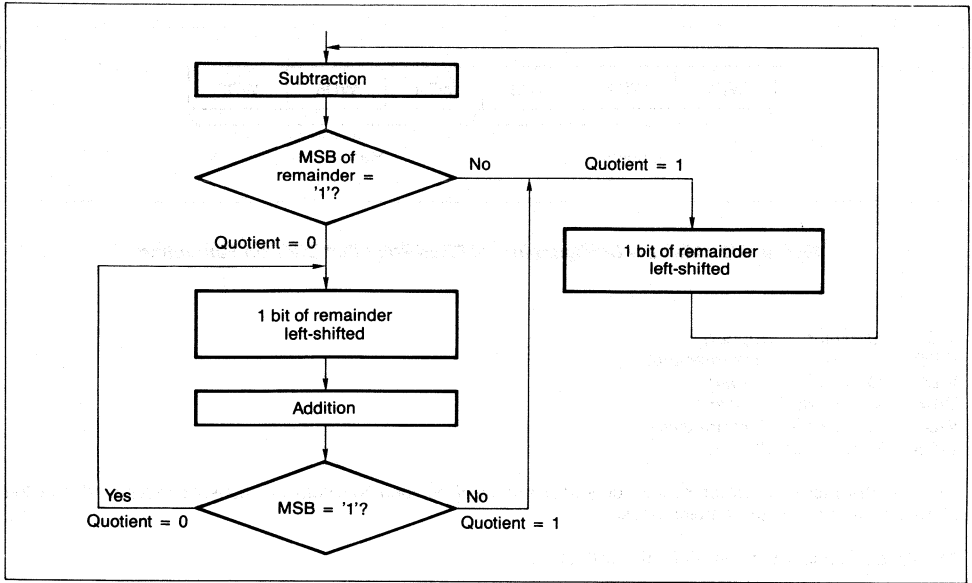 Subtraction
MSB of
remainder =
'1'?
No
Quotient = 1
Quotient = 0
1 bit of remainder
left-shifted
1 bit of remainder
left-shifted
Addition
MSB = '1'?
Yes
Quotient = 0
No
Quotient = 1